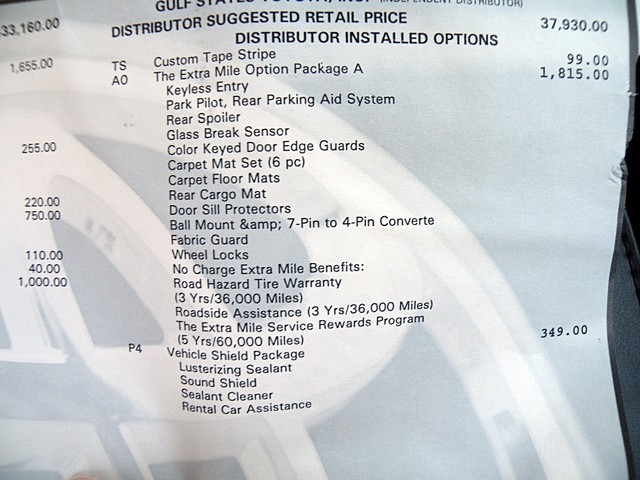 GULF STATES TOYOTA, INC. (INDEPENDENT DISTRIBUTOR)
33,160.00 DISTRIBUTOR SUGGESTED RETAIL PRICE 37,930.00
DISTRIBUTOR INSTALLED OPTIONS
1,655.00 TS Custom Tape Stripe 99.00
AO The Extra Mile Option Package A 1,815.00
Keyless Entry
Park Pilot, Rear Parking Aid System
Rear Spoiler
Glass Break Sensor
255.00 Color Keyed Door Edge Guards
Carpet Mat Set (6 pc)
Carpet Floor Mats
Rear Cargo Mat
220.00 Door Sill Protectors
750.00 Ball Mount &amp; 7-Pin to 4-Pin Converte
Fabric Guard
110.00 Wheel Locks
40.00 No Charge Extra Mile Benefits:
1,000.00 Road Hazard Tire Warranty
(3 Yrs/36,000 Miles)
Roadside Assistance (3 Yrs/36,000 Miles)
The Extra Mile Service Rewards Program
(5 Yrs/60,000 Miles)
P4 Vehicle Shield Package 349.00
Lusterizing Sealant
Sound Shield
Sealant Cleaner
Rental Car Assistance